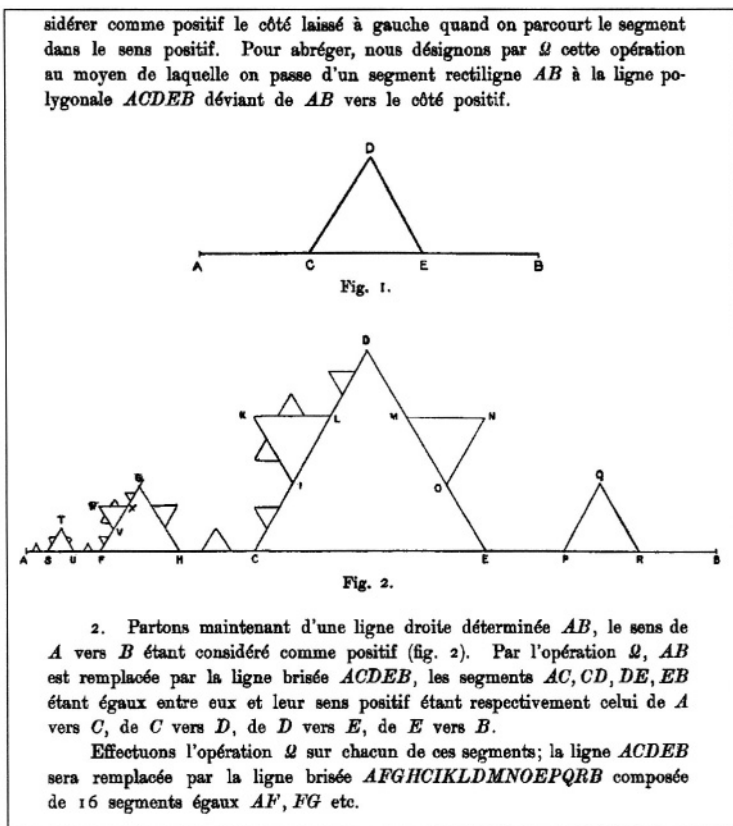 sidérer comme positif le côté laissé à gauche quand on parcourt le segment
dans le sens positif. Pour abréger, nous désignons par Ω cette opération
au moyen de laquelle on passe d'un segment rectiligne AB à la ligne po-
lygonale ACDEB déviant de AB vers le côté positif.
D
A C E B
Fig. 1.
D
K L M N
I O
G Q
W X
T V
A S U F H C E P R B
Fig. 2.
2. Partons maintenant d'une ligne droite déterminée AB, le sens de
A vers B étant considéré comme positif (fig. 2). Par l'opération Ω, AB
est remplacée par la ligne brisée ACDEB, les segments AC, CD, DE, EB
étant égaux entre eux et leur sens positif étant respectivement celui de A
vers C, de C vers D, de D vers E, de E vers B.
Effectuons l'opération Ω sur chacun de ces segments; la ligne ACDEB
sera remplacée par la ligne brisée AFGHCIKLDMNOEPQRB composée
de 16 segments égaux AF, FG etc.